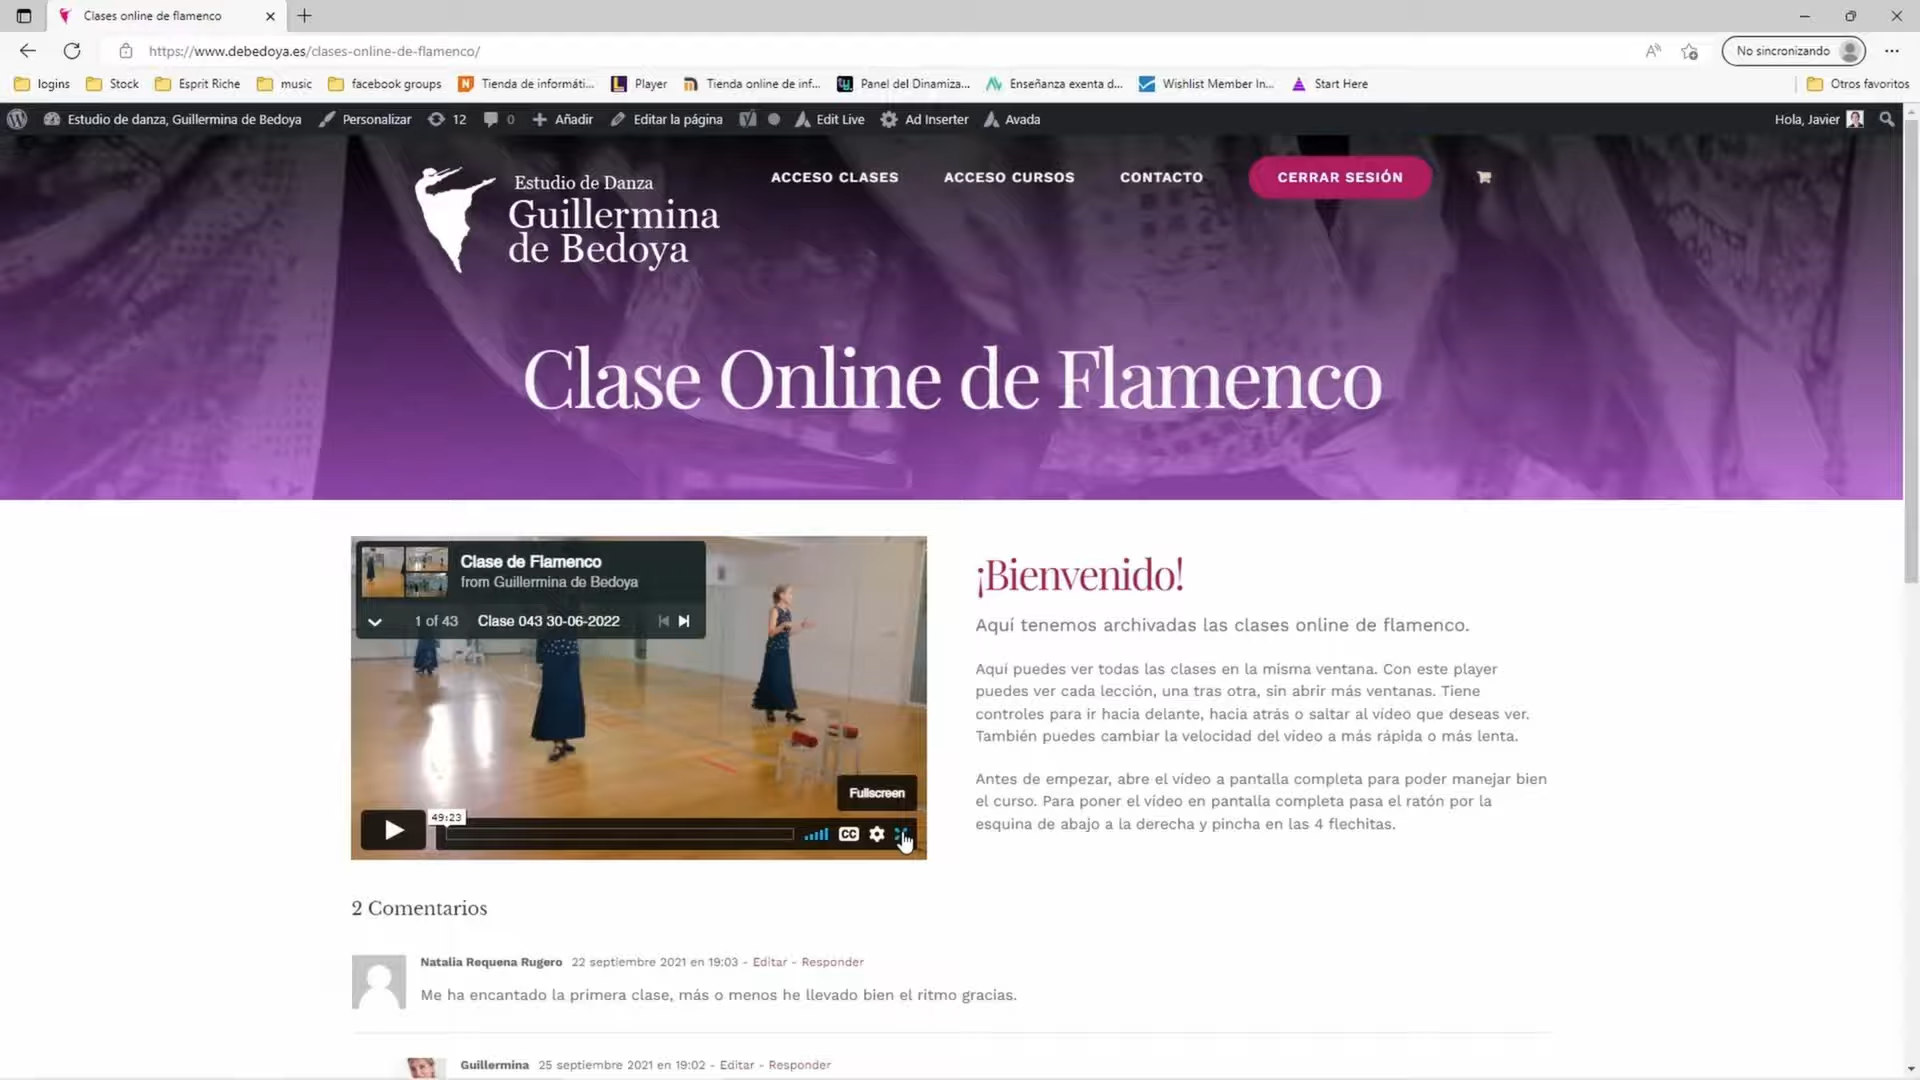 Clases online de flamenco
https://www.debedoya.es/clases-online-de-flamenco/
No sincronizando
logins
Stock
Esprit Riche
music
facebook groups
Tienda de informáti...
Player
Tienda online de inf...
Panel del Dinamiza...
Enseñanza exenta d...
Wishlist Member In...
Start Here
Otros favoritos
Estudio de danza, Guillermina de Bedoya
Personalizar
12
0
Añadir
Editar la página
Edit Live
Ad Inserter
Avada
Hola, Javier
Estudio de Danza
Guillermina
de Bedoya
ACCESO CLASES
ACCESO CURSOS
CONTACTO
CERRAR SESIÓN
Clase Online de Flamenco
Clase de Flamenco
from Guillermina de Bedoya
1 of 43 Clase 043 30-06-2022
Fullscreen
49:23
CC
¡Bienvenido!
Aquí tenemos archivadas las clases online de flamenco.
Aquí puedes ver todas las clases en la misma ventana. Con este player
puedes ver cada lección, una tras otra, sin abrir más ventanas. Tiene
controles para ir hacia delante, hacia atrás o saltar al vídeo que deseas ver.
También puedes cambiar la velocidad del vídeo a más rápida o más lenta.
Antes de empezar, abre el vídeo a pantalla completa para poder manejar bien
el curso. Para poner el vídeo en pantalla completa pasa el ratón por la
esquina de abajo a la derecha y pincha en las 4 flechitas.
2 Comentarios
Natalia Requena Rugero 22 septiembre 2021 en 19:03 - Editar - Responder
Me ha encantado la primera clase, más o menos he llevado bien el ritmo gracias.
Guillermina 25 septiembre 2021 en 19:02 - Editar - Responder